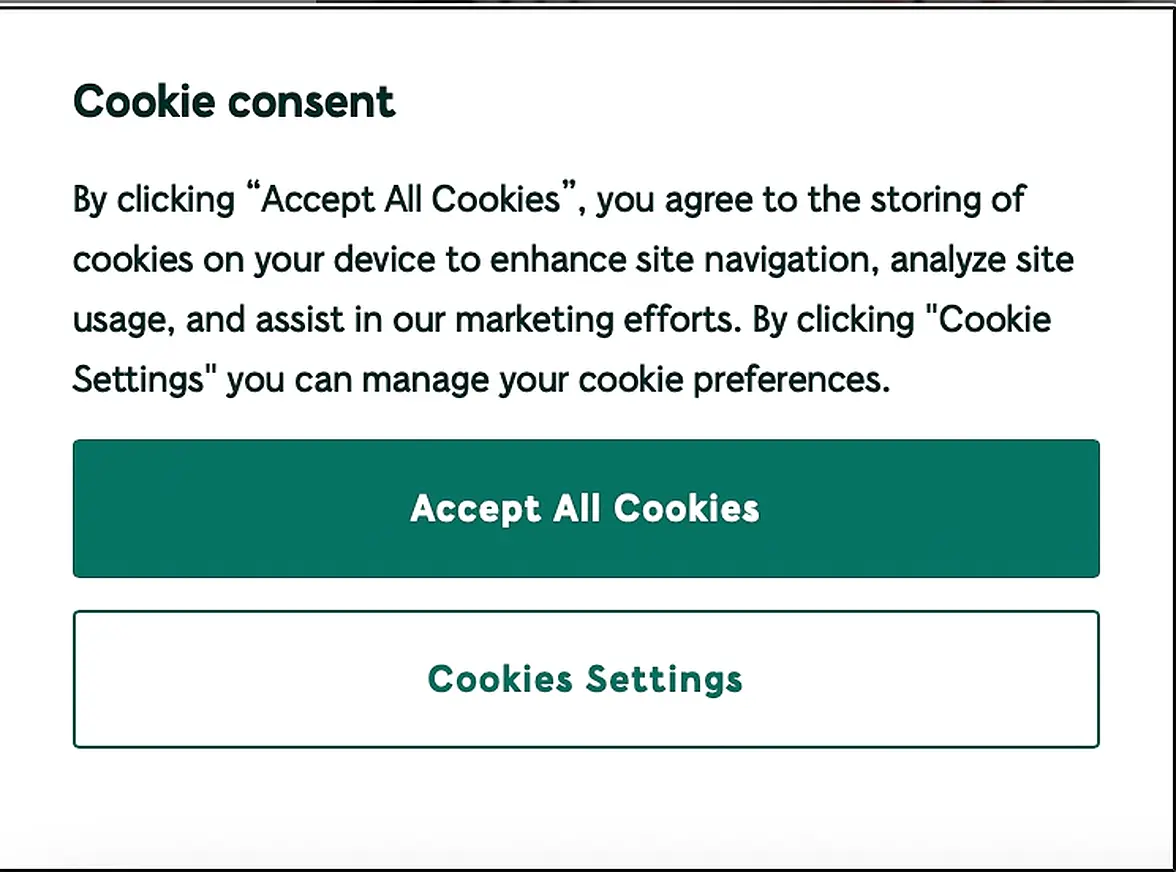 Cookie consent
By clicking “Accept All Cookies”, you agree to the storing of
cookies on your device to enhance site navigation, analyze site
usage, and assist in our marketing efforts. By clicking "Cookie
Settings" you can manage your cookie preferences.
Accept All Cookies
Cookies Settings